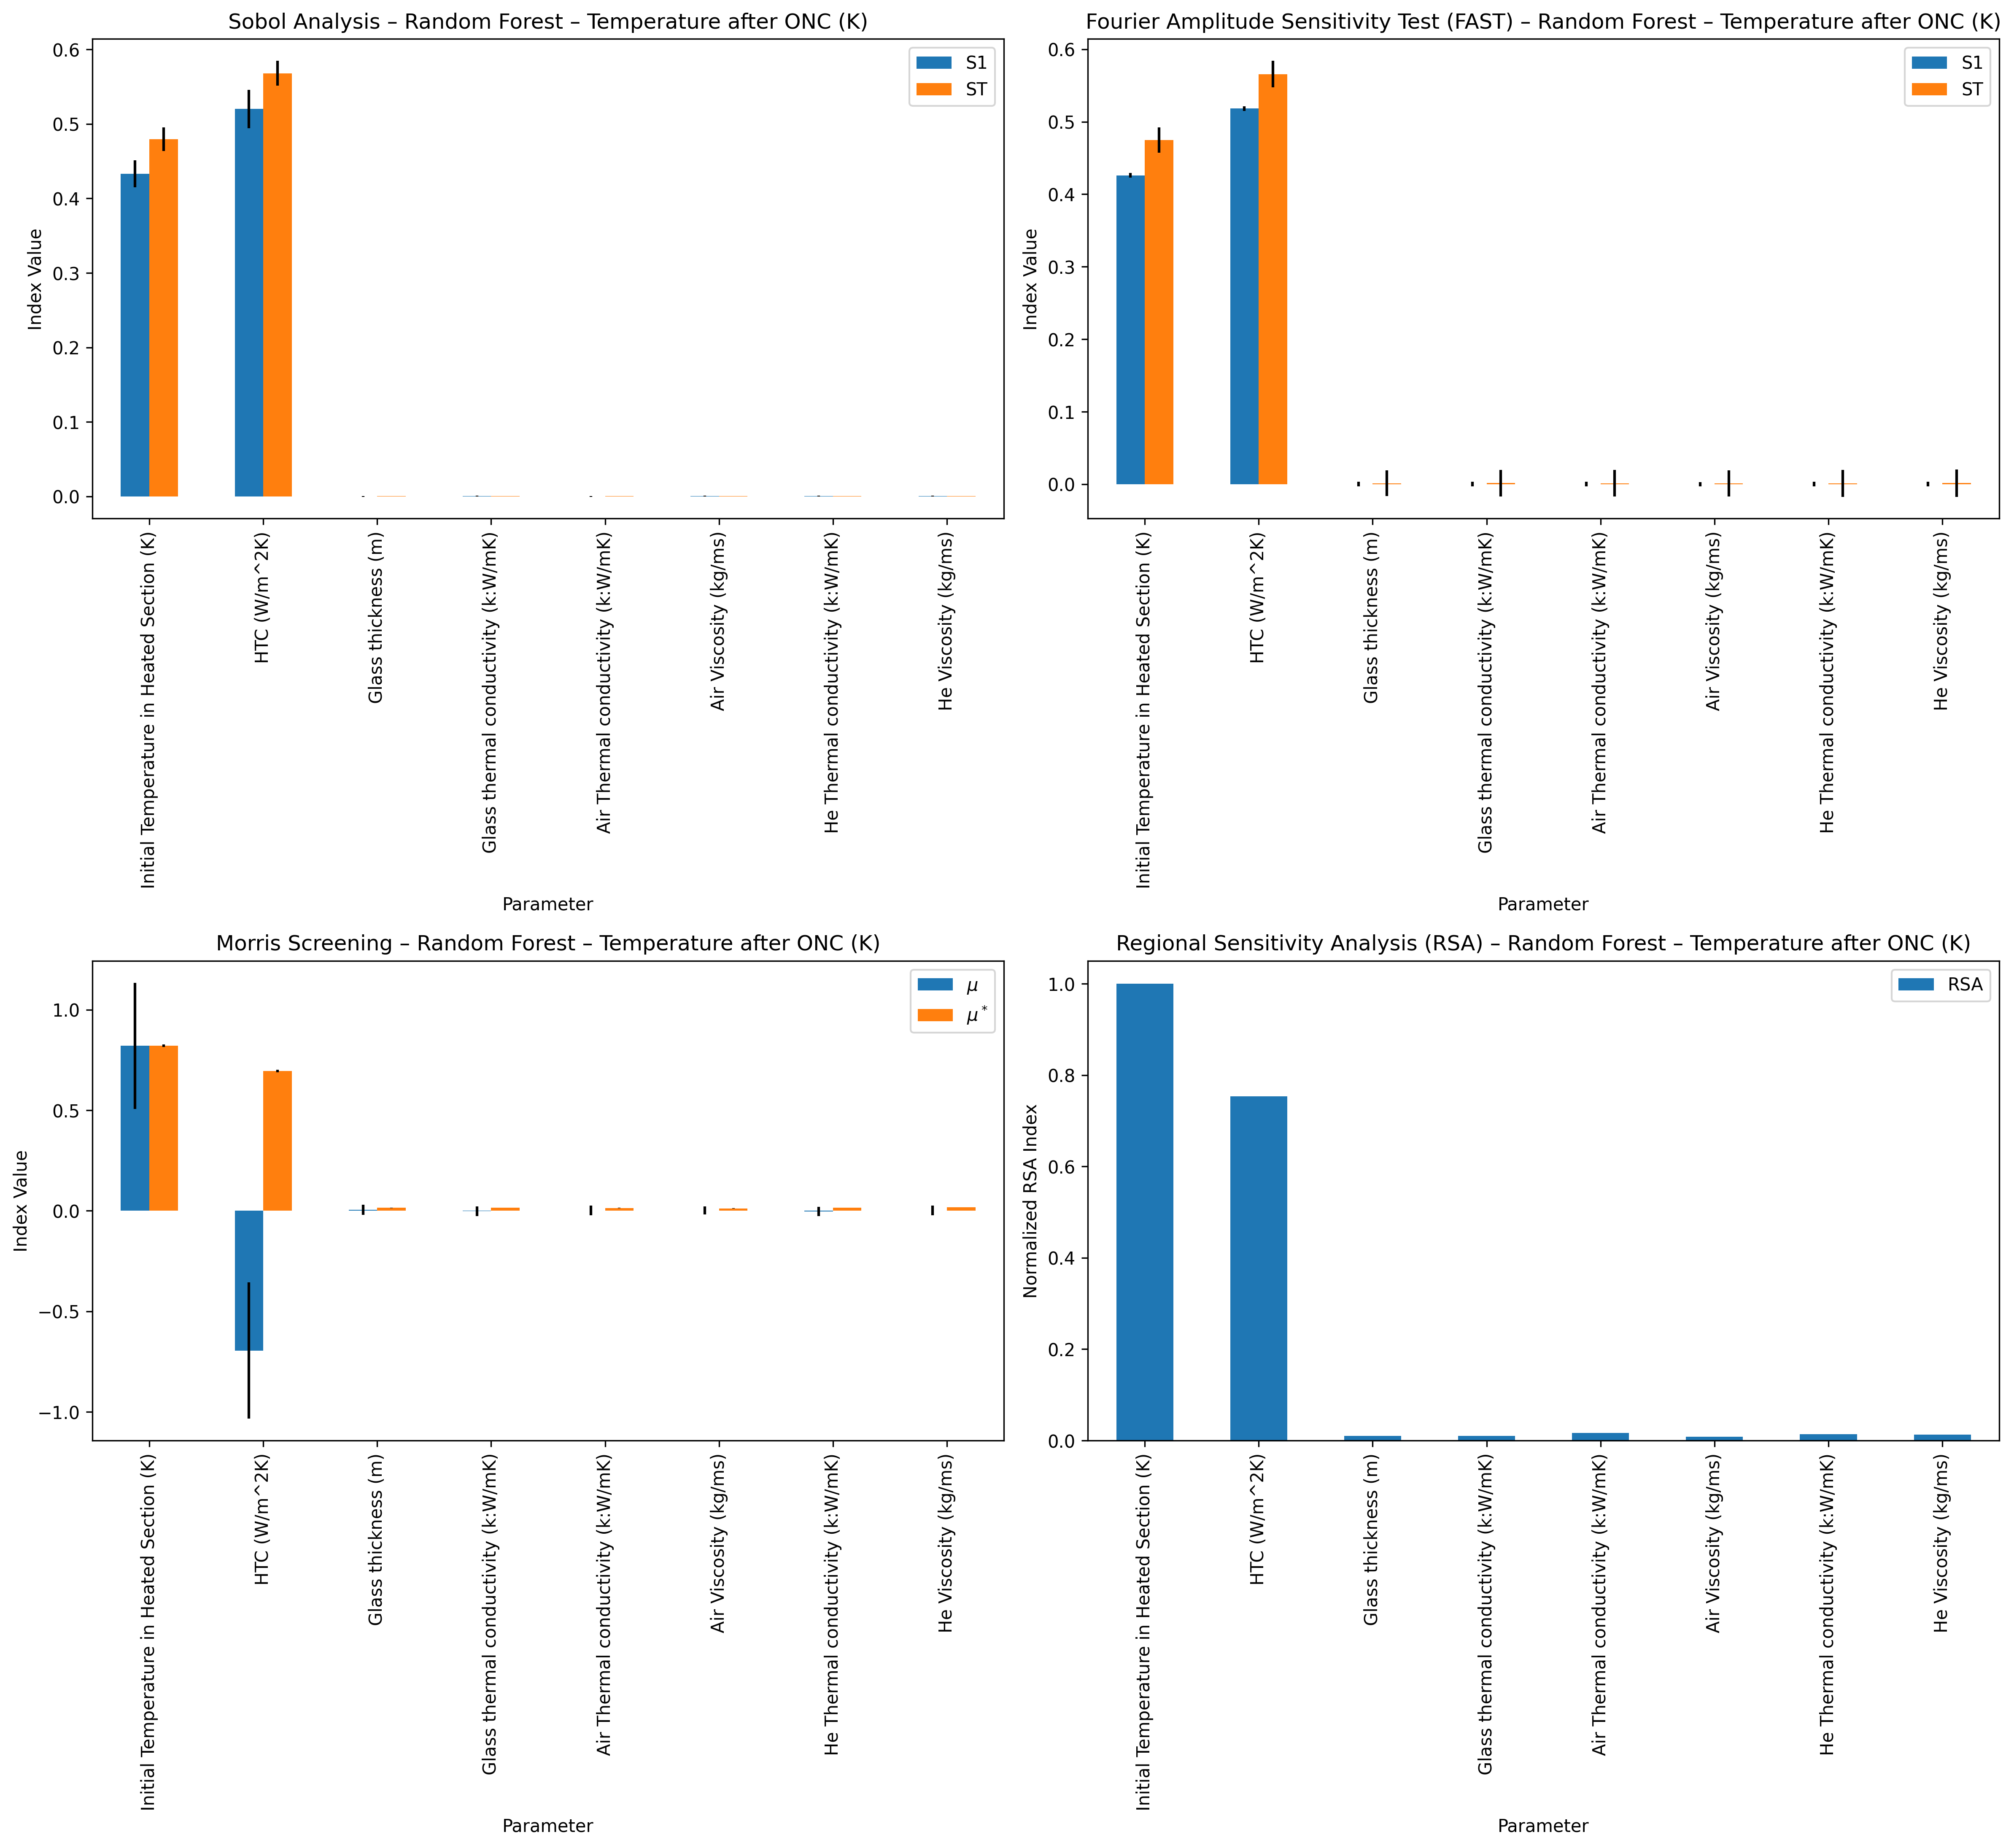 Sobol Analysis – Random Forest – Temperature after ONC (K)
Index Value
0.6
0.5
0.4
0.3
0.2
0.1
0.0
S1
ST
Initial Temperature in Heated Section (K)
HTC (W/m^2K)
Glass thickness (m)
Glass thermal conductivity (k:W/mK)
Air Thermal conductivity (k:W/mK)
Air Viscosity (kg/ms)
He Thermal conductivity (k:W/mK)
He Viscosity (kg/ms)
Parameter
Fourier Amplitude Sensitivity Test (FAST) – Random Forest – Temperature after ONC (K)
Index Value
0.6
0.5
0.4
0.3
0.2
0.1
0.0
S1
ST
Initial Temperature in Heated Section (K)
HTC (W/m^2K)
Glass thickness (m)
Glass thermal conductivity (k:W/mK)
Air Thermal conductivity (k:W/mK)
Air Viscosity (kg/ms)
He Thermal conductivity (k:W/mK)
He Viscosity (kg/ms)
Parameter
Morris Screening – Random Forest – Temperature after ONC (K)
Index Value
1.0
0.5
0.0
−0.5
−1.0
μ
μ*
Initial Temperature in Heated Section (K)
HTC (W/m^2K)
Glass thickness (m)
Glass thermal conductivity (k:W/mK)
Air Thermal conductivity (k:W/mK)
Air Viscosity (kg/ms)
He Thermal conductivity (k:W/mK)
He Viscosity (kg/ms)
Parameter
Regional Sensitivity Analysis (RSA) – Random Forest – Temperature after ONC (K)
Normalized RSA Index
1.0
0.8
0.6
0.4
0.2
0.0
RSA
Initial Temperature in Heated Section (K)
HTC (W/m^2K)
Glass thickness (m)
Glass thermal conductivity (k:W/mK)
Air Thermal conductivity (k:W/mK)
Air Viscosity (kg/ms)
He Thermal conductivity (k:W/mK)
He Viscosity (kg/ms)
Parameter